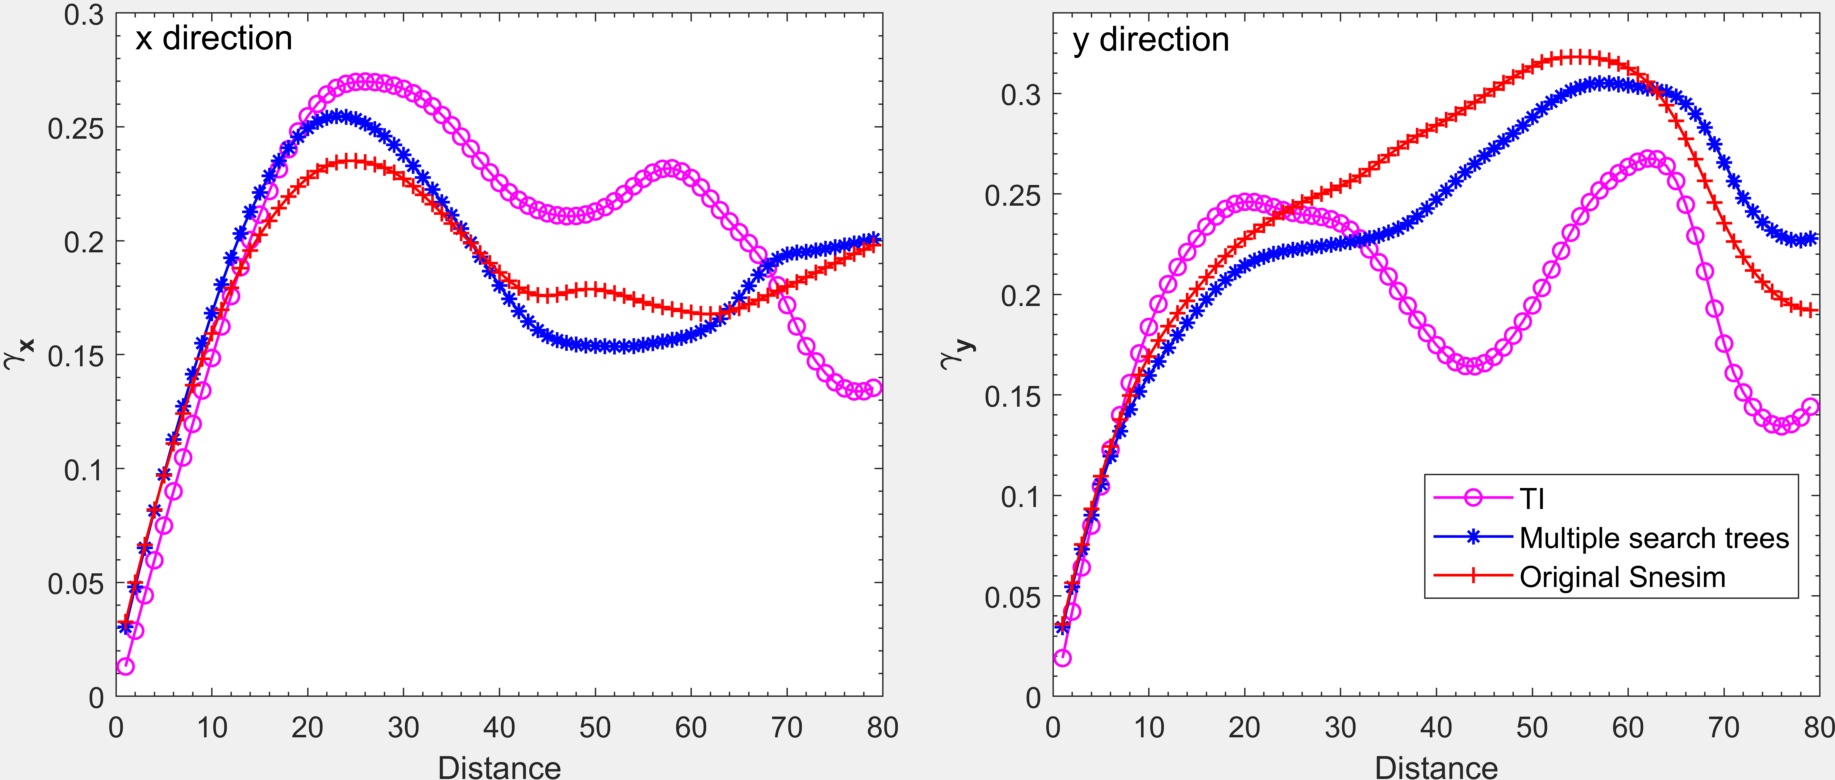 x direction
0.3
0.25
0.2
0.15
0.1
0.05
0
γx
0 10 20 30 40 50 60 70 80
Distance
y direction
0.3
0.25
0.2
0.15
0.1
0.05
0
γy
TI
Multiple search trees
Original Snesim
0 10 20 30 40 50 60 70 80
Distance